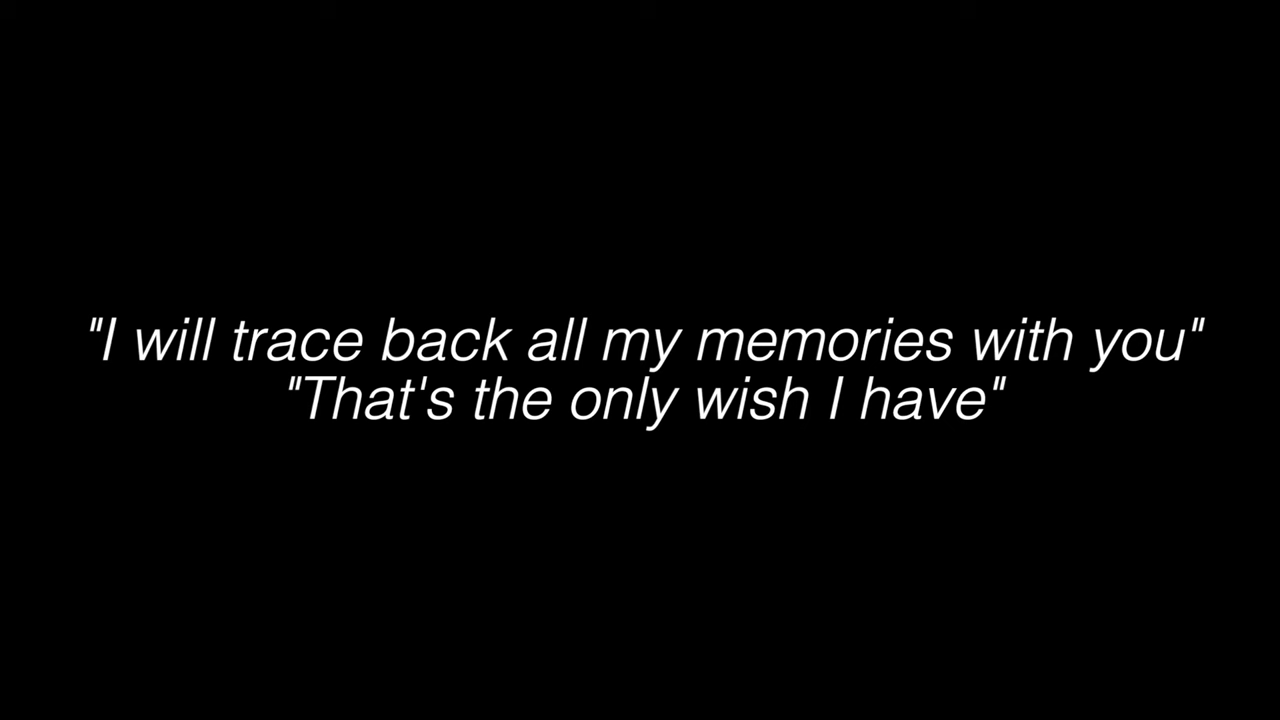 "I will trace back all my memories with you"
"That's the only wish I have"